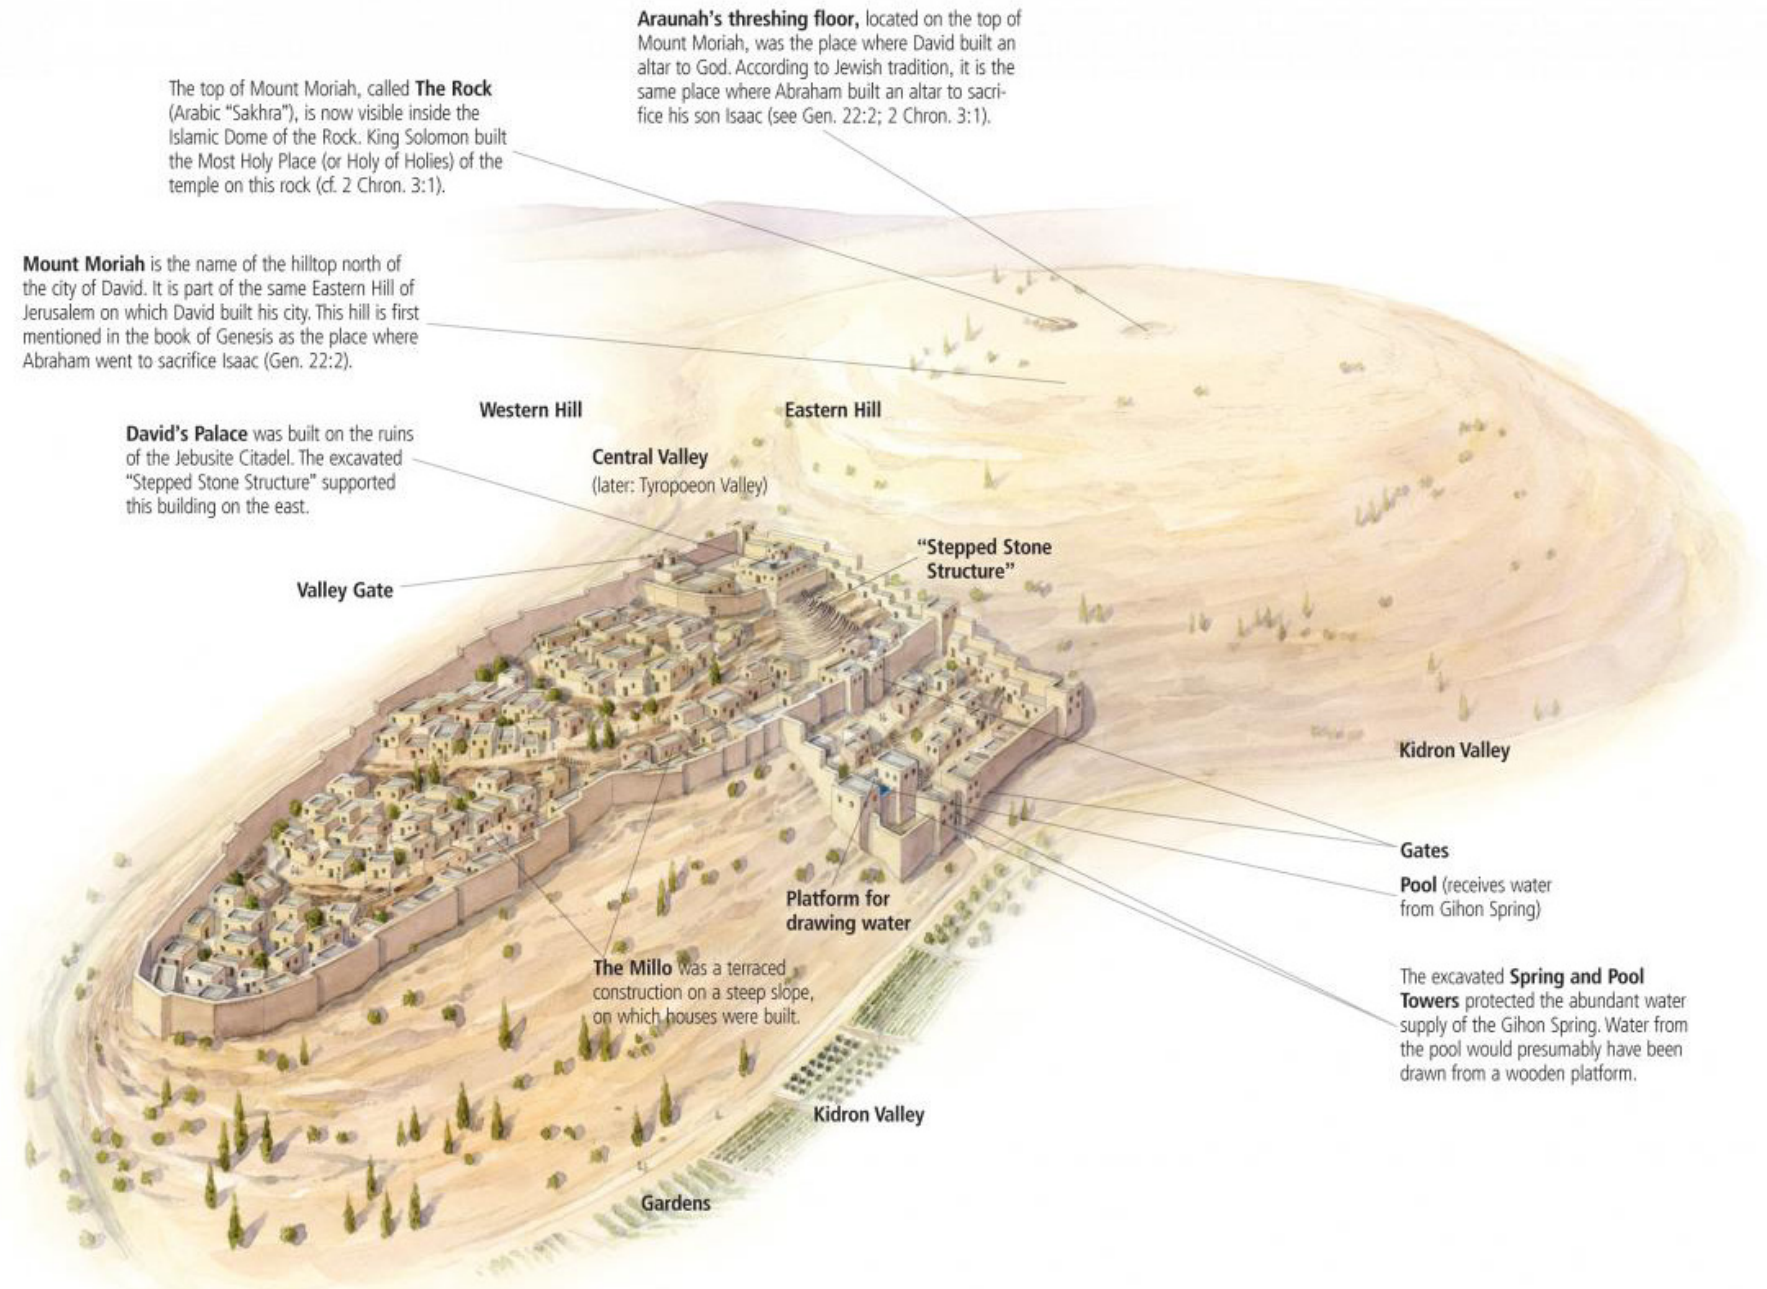 Araunah's threshing floor, located on the top of
Mount Moriah, was the place where David built an
altar to God. According to Jewish tradition, it is the
same place where Abraham built an altar to sacri-
fice his son Isaac (see Gen. 22:2; 2 Chron. 3:1).
The top of Mount Moriah, called The Rock
(Arabic “Sakhra”), is now visible inside the
Islamic Dome of the Rock. King Solomon built
the Most Holy Place (or Holy of Holies) of the
temple on this rock (cf. 2 Chron. 3:1).
Mount Moriah is the name of the hilltop north of
the city of David. It is part of the same Eastern Hill of
Jerusalem on which David built his city. This hill is first
mentioned in the book of Genesis as the place where
Abraham went to sacrifice Isaac (Gen. 22:2).
Western Hill
Eastern Hill
David's Palace was built on the ruins
of the Jebusite Citadel. The excavated
“Stepped Stone Structure” supported
this building on the east.
Central Valley
(later: Tyropoeon Valley)
“Stepped Stone
Structure”
Valley Gate
Kidron Valley
Gates
Pool (receives water
from Gihon Spring)
Platform for
drawing water
The Millo was a terraced
construction on a steep slope,
on which houses were built.
The excavated Spring and Pool
Towers protected the abundant water
supply of the Gihon Spring. Water from
the pool would presumably have been
drawn from a wooden platform.
Kidron Valley
Gardens